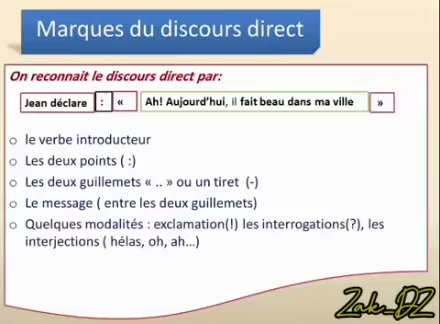 Marques du discours direct
On reconnait le discours direct par:
Jean déclare : « Ah! Aujourd'hui, il fait beau dans ma ville »
o le verbe introducteur
o Les deux points ( :)
o Les deux guillemets « .. » ou un tiret (-)
o Le message ( entre les deux guillemets)
o Quelques modalités : exclamation(!) les interrogations(?), les
interjections ( hélas, oh, ah...)
Zak_DZ